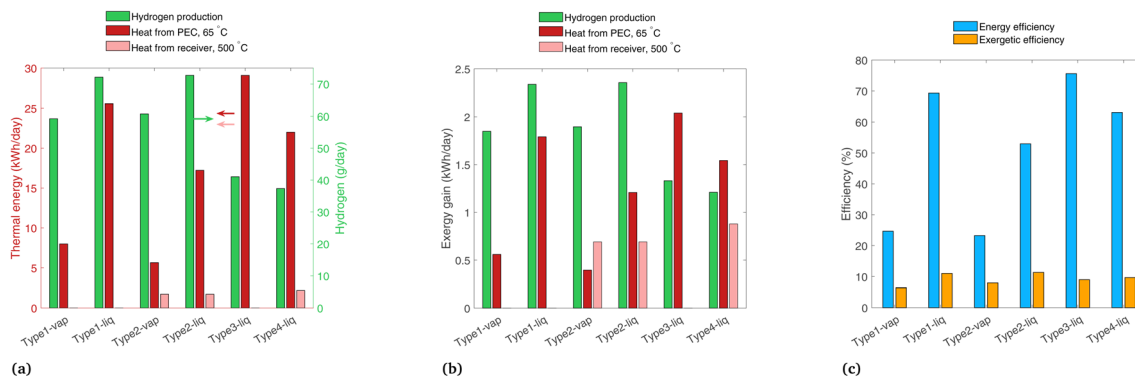 Hydrogen production
Heat from PEC, 65 °C
Heat from receiver, 500 °C
30
25
20
15
10
5
0
Thermal energy (kWh/day)
70
60
50
40
30
20
10
0
Hydrogen (g/day)
Type1-vap
Type1-liq
Type2-vap
Type2-liq
Type3-liq
Type4-liq
(a)
Hydrogen production
Heat from PEC, 65 °C
Heat from receiver, 500 °C
2.5
2
1.5
1
0.5
0
Exergy gain (kWh/day)
Type1-vap
Type1-liq
Type2-vap
Type2-liq
Type3-liq
Type4-liq
(b)
Energy efficiency
Exergetic efficiency
80
70
60
50
40
30
20
10
0
Efficiency (%)
Type1-vap
Type1-liq
Type2-vap
Type2-liq
Type3-liq
Type4-liq
(c)